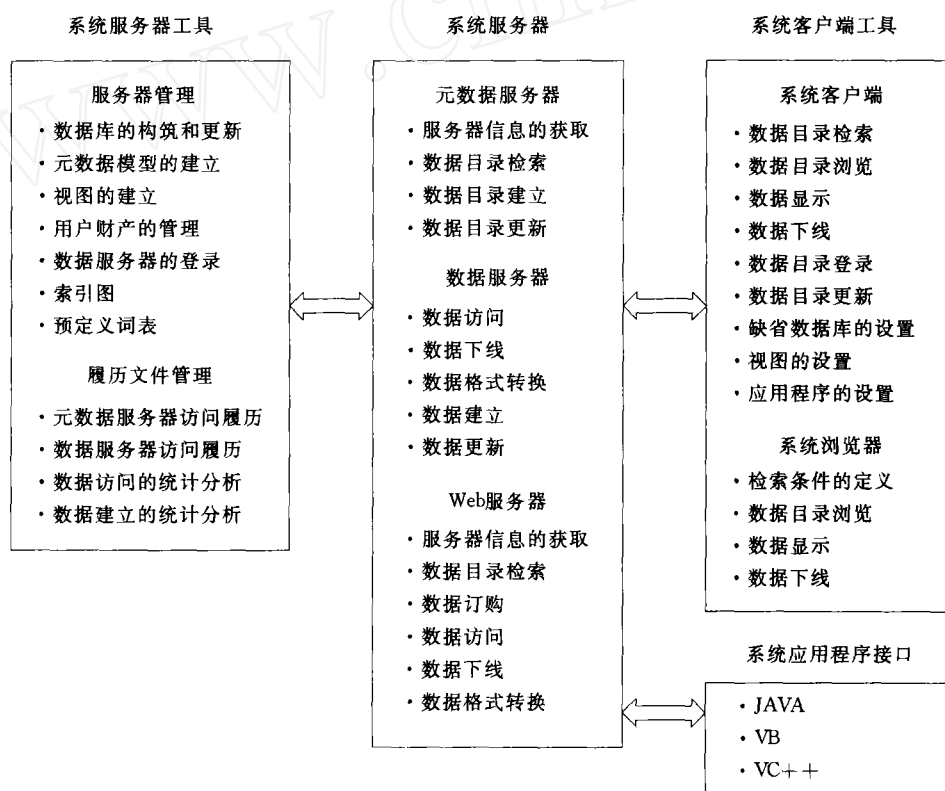 系统服务器工具
服务器管理
・数据库的构筑和更新
・元数据模型的建立
・视图的建立
・用户财产的管理
・数据服务器的登录
・索引图
・预定义词表
履历文件管理
・元数据服务器访问履历
・数据服务器访问履历
・数据访问的统计分析
・数据建立的统计分析
系统服务器
元数据服务器
・服务器信息的获取
・数据目录检索
・数据目录建立
・数据目录更新
数据服务器
・数据访问
・数据下线
・数据格式转换
・数据建立
・数据更新
Web服务器
・服务器信息的获取
・数据目录检索
・数据订购
・数据访问
・数据下线
・数据格式转换
系统客户端工具
系统客户端
・数据目录检索
・数据目录浏览
・数据显示
・数据下线
・数据目录登录
・数据目录更新
・缺省数据库的设置
・视图的设置
・应用程序的设置
系统浏览器
・检索条件的定义
・数据目录浏览
・数据显示
・数据下线
系统应用程序接口
・JAVA
・VB
・VC++